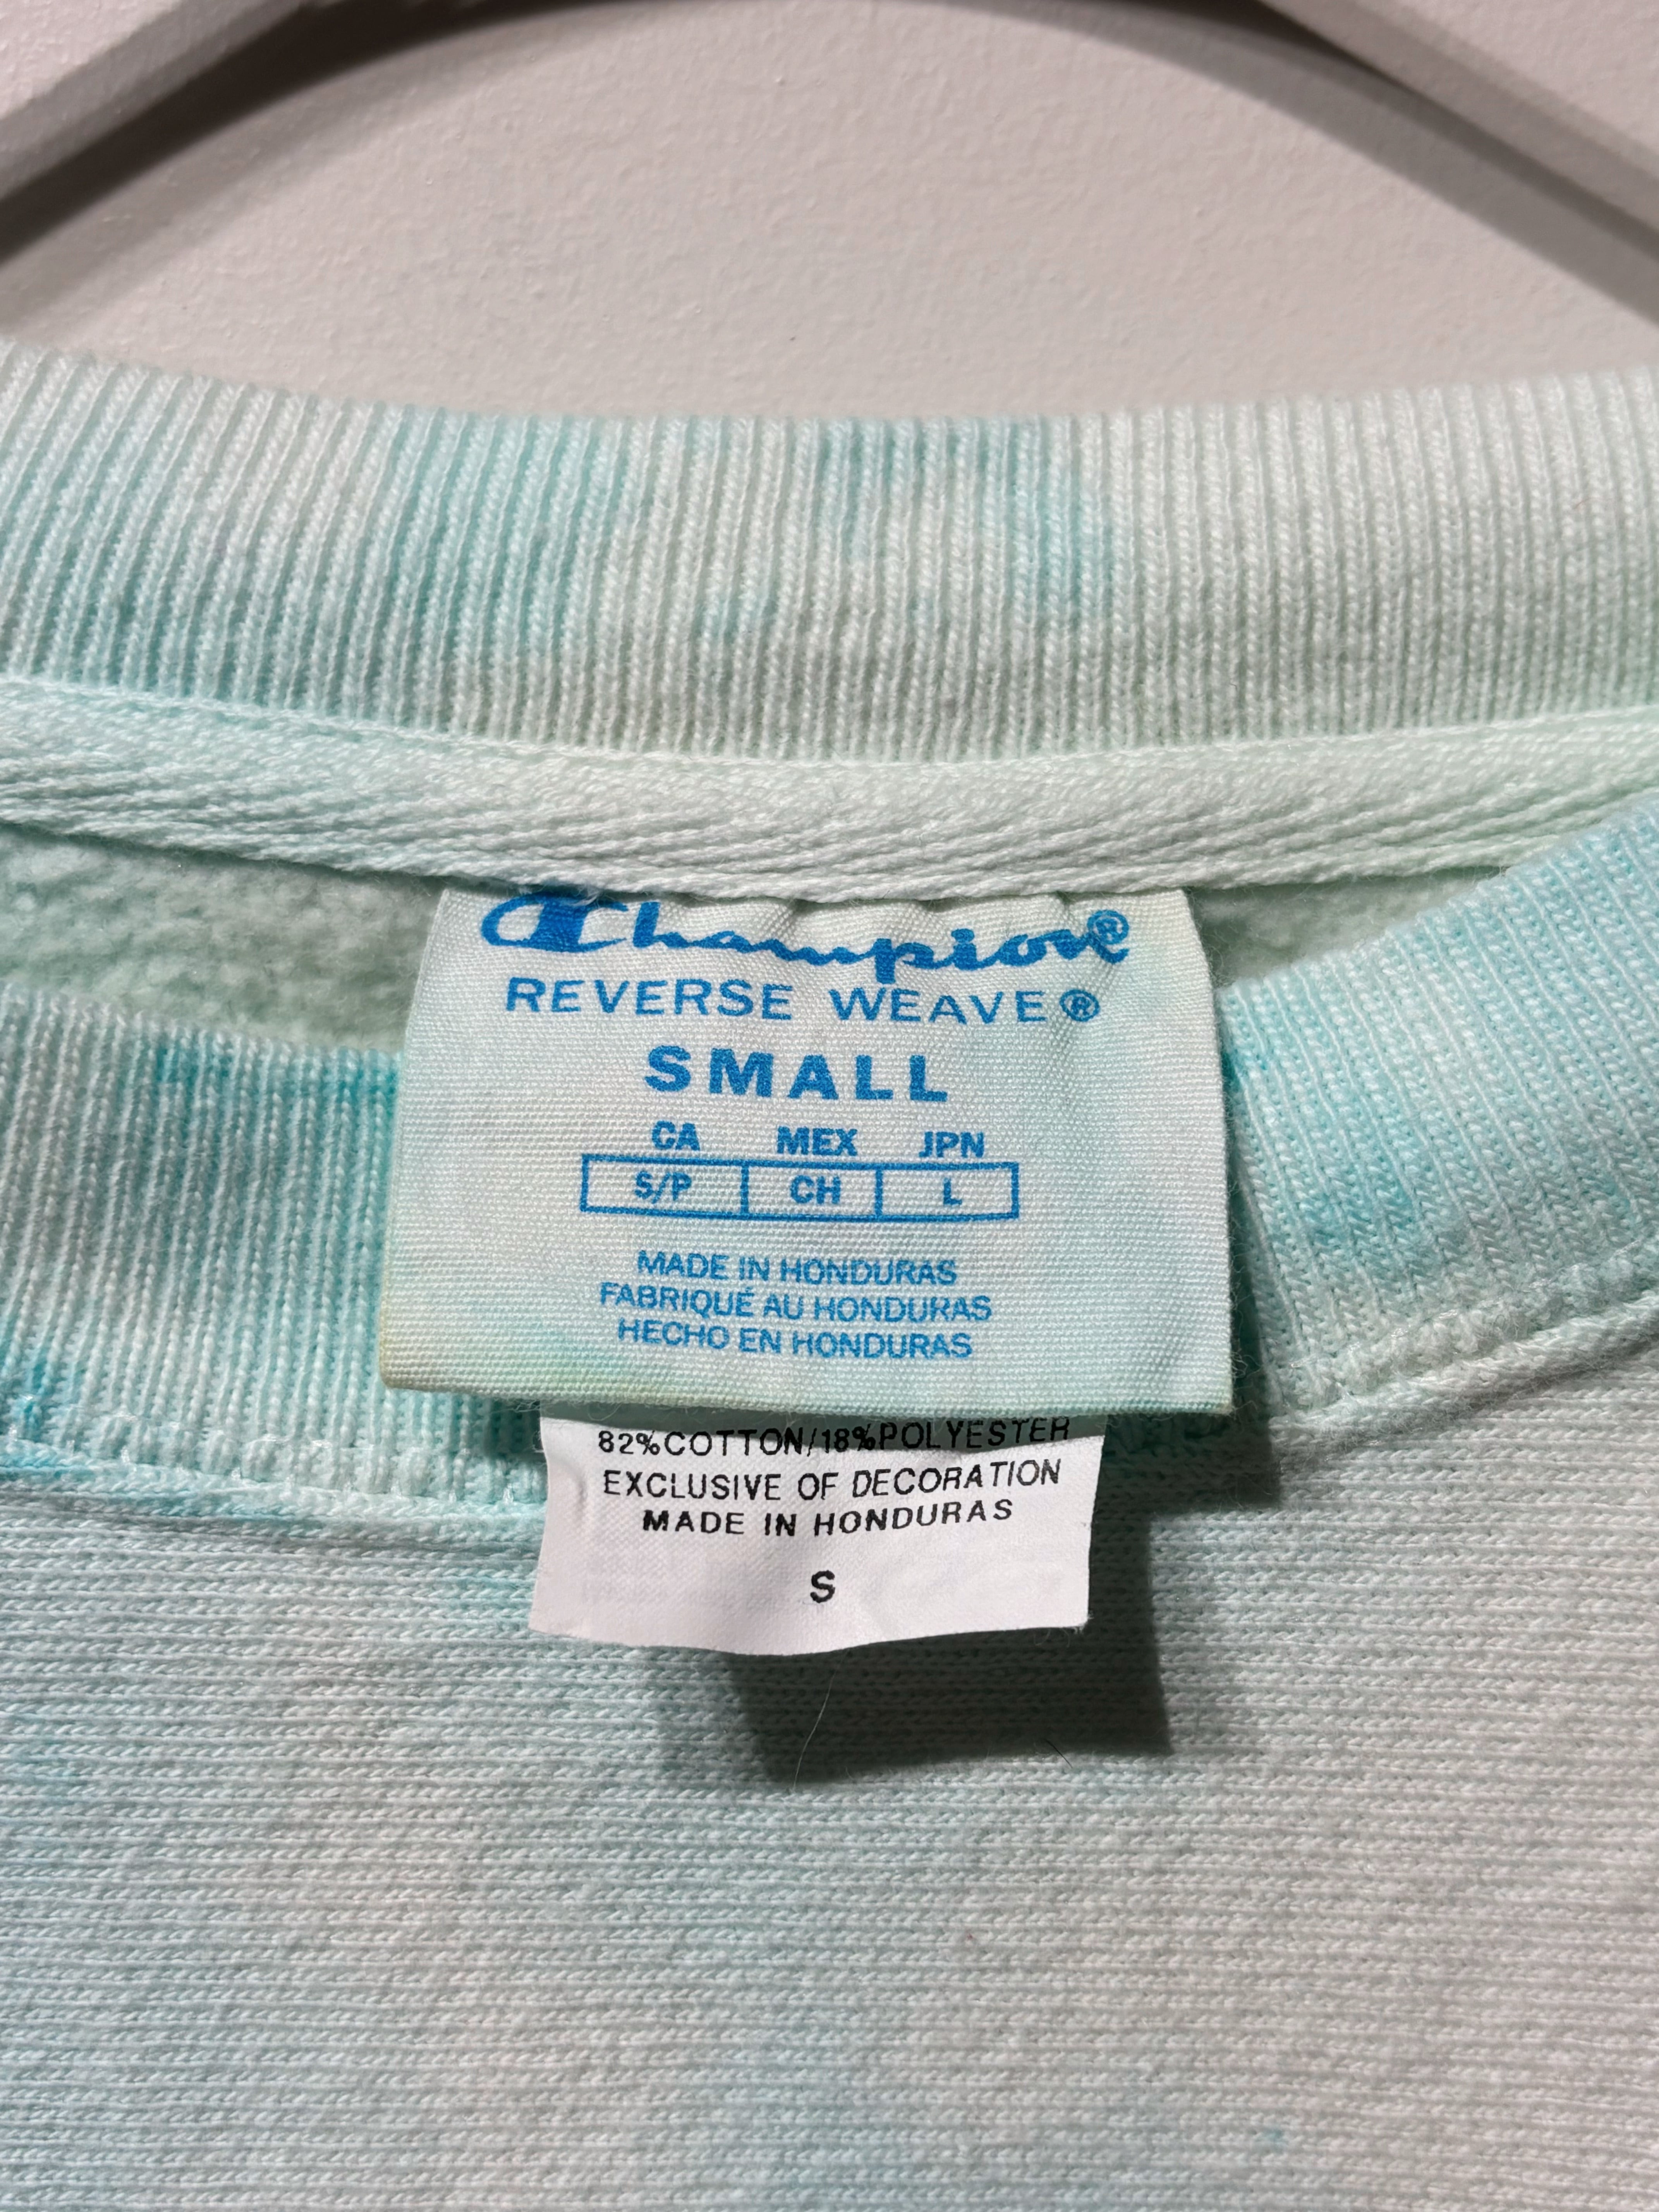 Champion®
REVERSE WEAVE®
SMALL
CA MEX JPN
S/P CH L
MADE IN HONDURAS
FABRIQUÉ AU HONDURAS
HECHO EN HONDURAS
82%COTTON/18%POLYESTER
EXCLUSIVE OF DECORATION
MADE IN HONDURAS
S